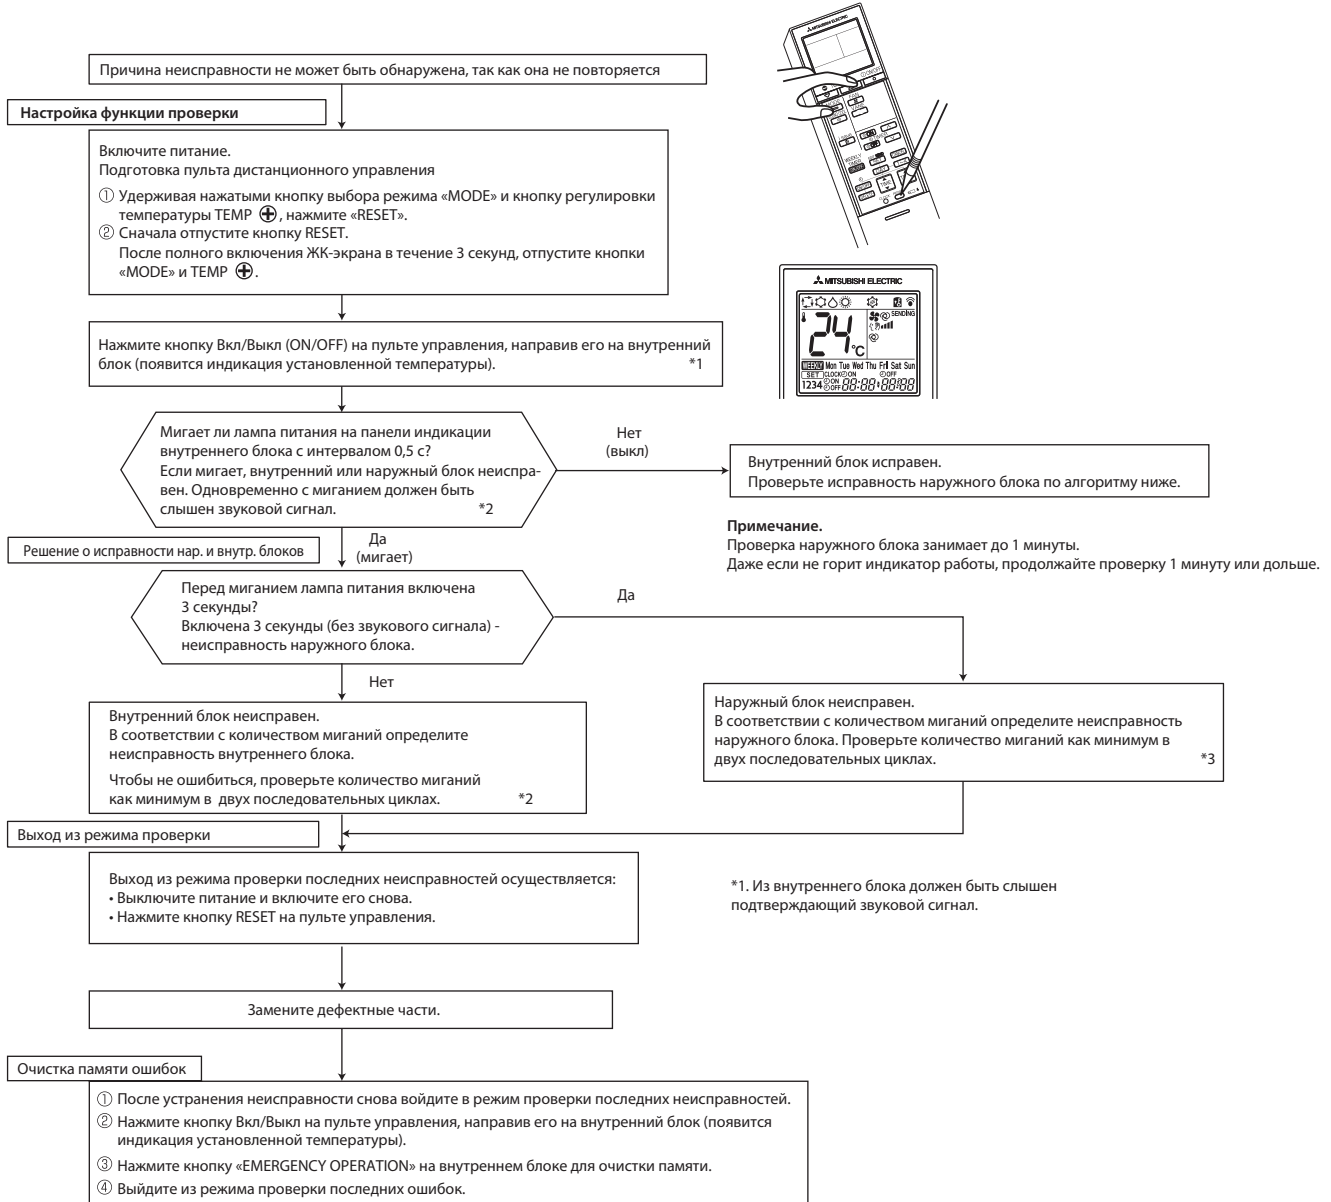 Причина неисправности не может быть обнаружена, так как она не повторяется
Настройка функции проверки
Включите питание.
Подготовка пульта дистанционного управления
① Удерживая нажатыми кнопку выбора режима «MODE» и кнопку регулировки
температуры TEMP ⊕, нажмите «RESET».
② Сначала отпустите кнопку RESET.
После полного включения ЖК-экрана в течение 3 секунд, отпустите кнопки
«MODE» и TEMP ⊕.
MITSUBISHI ELECTRIC
MITSUBISHI ELECTRIC
SENDING
24°C
WEEKLY Mon Tue Wed Thu Fri Sat Sun
SET CLOCK ON OFF
1234 ON OFF 88:88 88:88
Нажмите кнопку Вкл/Выкл (ON/OFF) на пульте управления, направив его на внутренний
блок (появится индикация установленной температуры). *1
Мигает ли лампа питания на панели индикации
внутреннего блока с интервалом 0,5 с?
Если мигает, внутренний или наружный блок неиспра-
вен. Одновременно с миганием должен быть
слышен звуковой сигнал. *2
Нет
(выкл)
Внутренний блок исправен.
Проверьте исправность наружного блока по алгоритму ниже.
Примечание.
Проверка наружного блока занимает до 1 минуты.
Даже если не горит индикатор работы, продолжайте проверку 1 минуту или дольше.
Решение о исправности нар. и внутр. блоков
Да
(мигает)
Перед миганием лампа питания включена
3 секунды?
Включена 3 секунды (без звукового сигнала) -
неисправность наружного блока.
Да
Нет
Внутренний блок неисправен.
В соответствии с количеством миганий определите
неисправность внутреннего блока.
Чтобы не ошибиться, проверьте количество миганий
как минимум в двух последовательных циклах. *2
Наружный блок неисправен.
В соответствии с количеством миганий определите неисправность
наружного блока. Проверьте количество миганий как минимум в
двух последовательных циклах. *3
Выход из режима проверки
Выход из режима проверки последних неисправностей осуществляется:
• Выключите питание и включите его снова.
• Нажмите кнопку RESET на пульте управления.
*1. Из внутреннего блока должен быть слышен
подтверждающий звуковой сигнал.
Замените дефектные части.
Очистка памяти ошибок
① После устранения неисправности снова войдите в режим проверки последних неисправностей.
② Нажмите кнопку Вкл/Выкл на пульте управления, направив его на внутренний блок (появится
индикация установленной температуры).
③ Нажмите кнопку «EMERGENCY OPERATION» на внутреннем блоке для очистки памяти.
④ Выйдите из режима проверки последних ошибок.